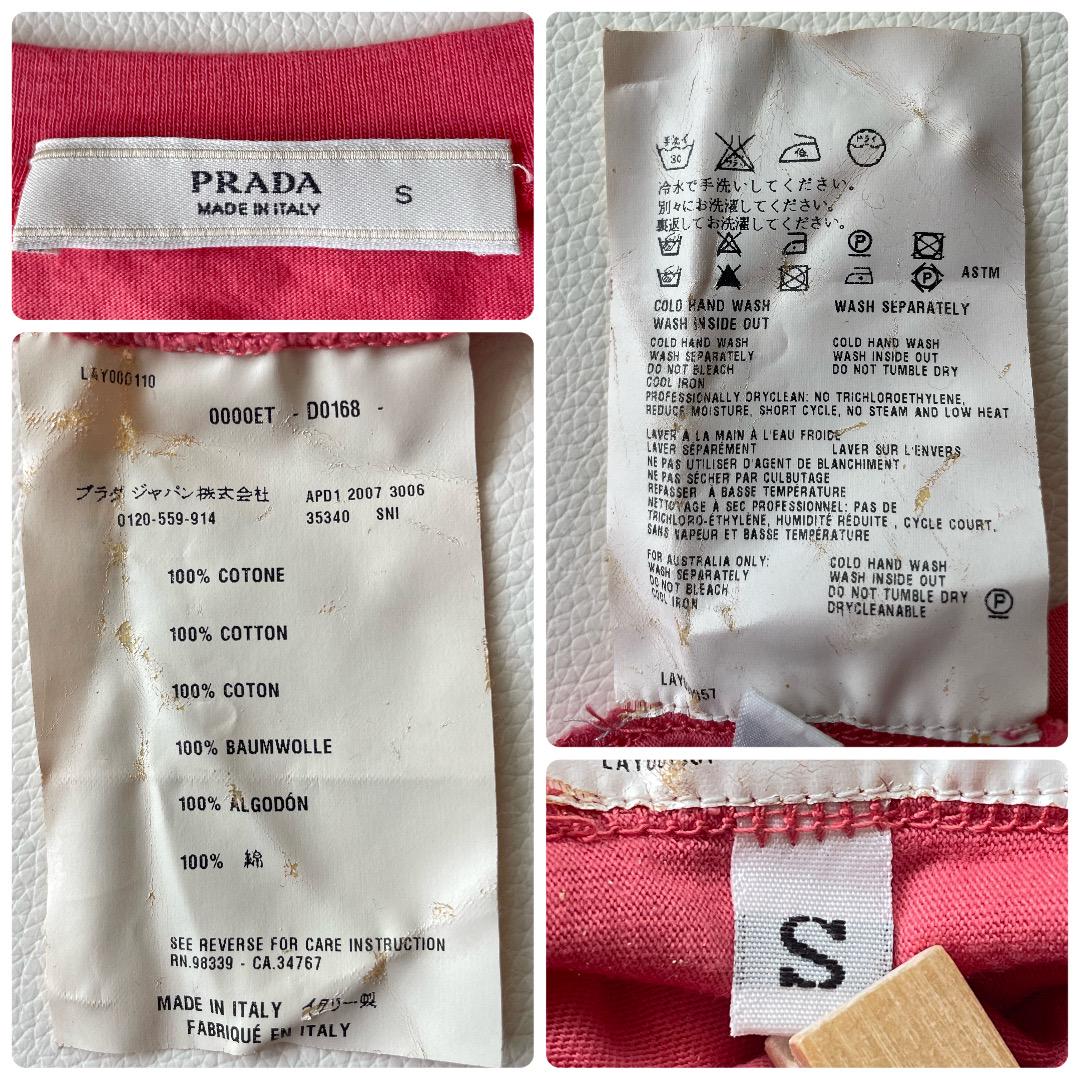 PRADA
MADE IN ITALY
S
LAY000110
0000ET - D0168 -
プラダ ジャパン株式会社
0120-559-914
APD1 2007 3006
35340 SNI
100% COTONE
100% COTTON
100% COTON
100% BAUMWOLLE
100% ALGODÓN
100% 綿
SEE REVERSE FOR CARE INSTRUCTION
RN.98339 - CA.34767
MADE IN ITALY イタリー製
FABRIQUÉ EN ITALY
手洗イ 30 低 ドライ
冷水で手洗いしてください。
別々にお洗濯してください。
裏返してお洗濯してください。
P
P ASTM
COLD HAND WASH WASH SEPARATELY
WASH INSIDE OUT
COLD HAND WASH COLD HAND WASH
WASH SEPARATELY WASH INSIDE OUT
DO NOT BLEACH DO NOT TUMBLE DRY
COOL IRON
PROFESSIONALLY DRYCLEAN: NO TRICHLOROETHYLENE,
REDUCE MOISTURE, SHORT CYCLE, NO STEAM AND LOW HEAT
LAVER À LA MAIN À L'EAU FROIDE
LAVER SÉPARÉMENT LAVER SUR L'ENVERS
NE PAS UTILISER D'AGENT DE BLANCHIMENT
NE PAS SÉCHER PAR CULBUTAGE
REPASSER À BASSE TEMPÉRATURE
NETTOYAGE À SEC PROFESSIONNEL: PAS DE
TRICHLORO-ÉTHYLÈNE, HUMIDITÉ RÉDUITE , CYCLE COURT,
SANS VAPEUR ET BASSE TEMPÉRATURE
FOR AUSTRALIA ONLY: COLD HAND WASH
WASH SEPARATELY WASH INSIDE OUT
DO NOT BLEACH DO NOT TUMBLE DRY
COOL IRON DRYCLEANABLE P
S